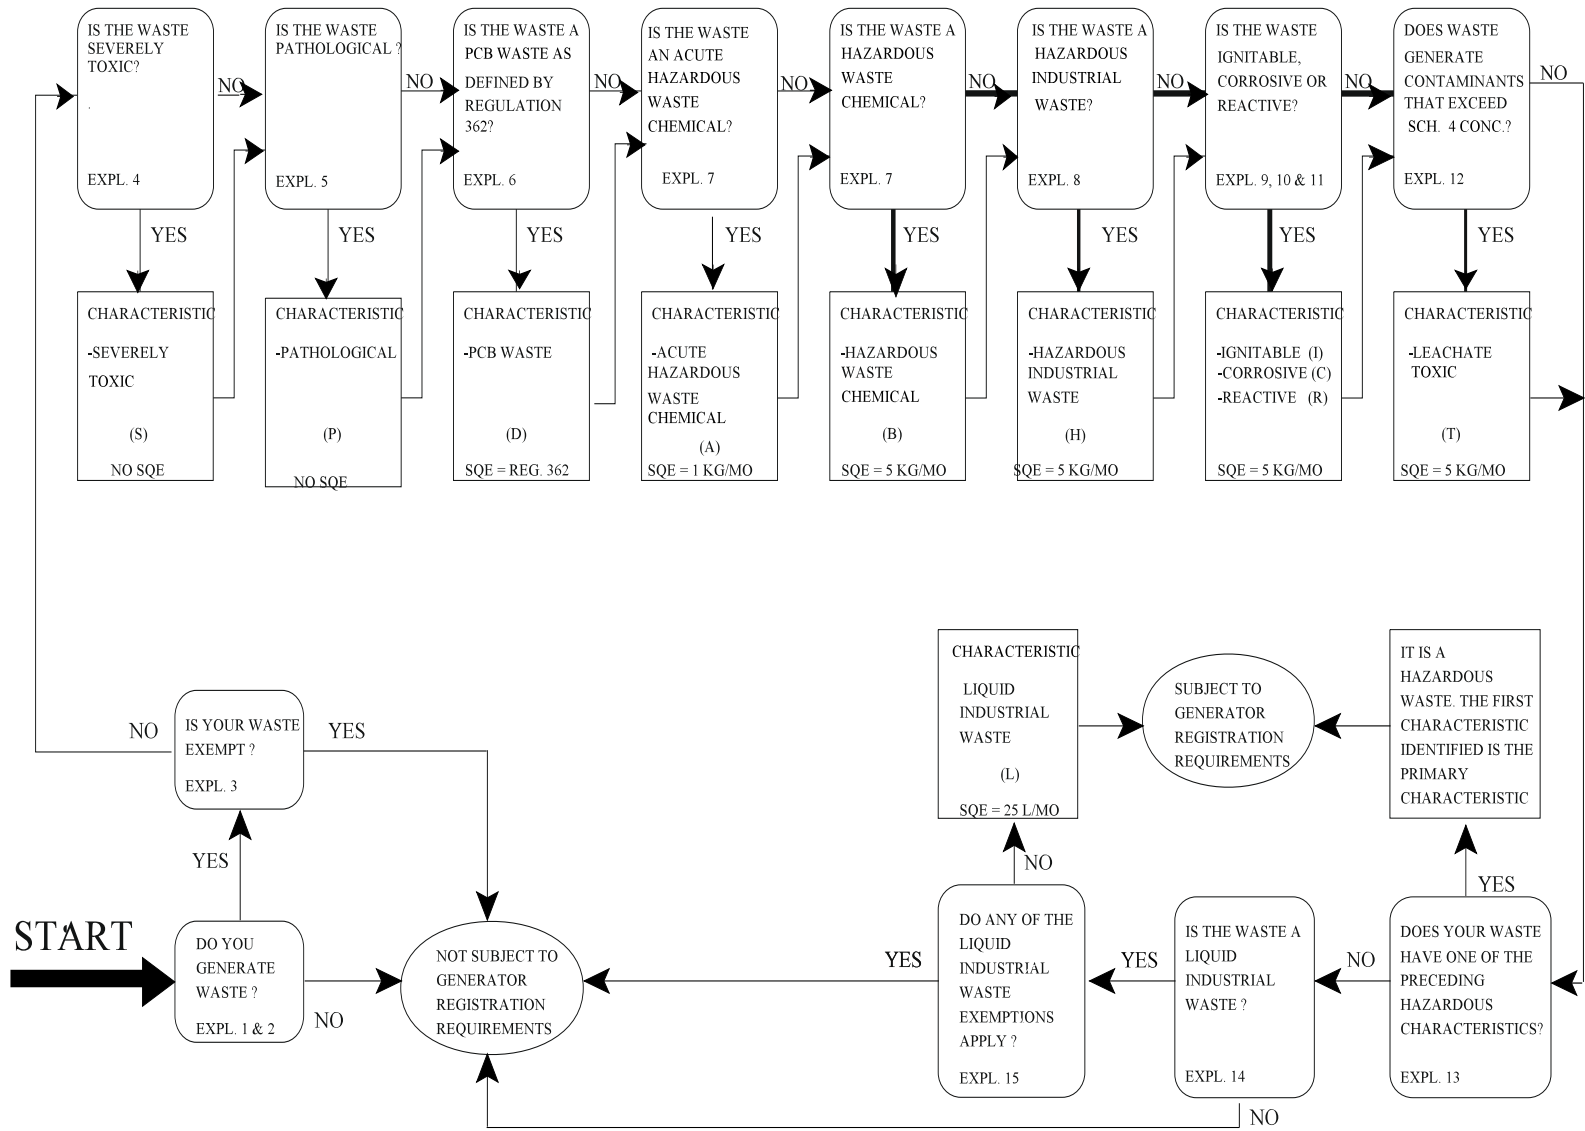 IS THE WASTE
SEVERELY
TOXIC?
EXPL. 4
NO
YES
IS THE WASTE
PATHOLOGICAL ?
EXPL. 5
NO
YES
IS THE WASTE A
PCB WASTE AS
DEFINED BY
REGULATION
362?
EXPL. 6
NO
YES
IS THE WASTE
AN ACUTE
HAZARDOUS
WASTE
CHEMICAL?
EXPL. 7
NO
YES
IS THE WASTE A
HAZARDOUS
WASTE
CHEMICAL?
EXPL. 7
NO
YES
IS THE WASTE A
HAZARDOUS
INDUSTRIAL
WASTE?
EXPL. 8
NO
YES
IS THE WASTE
IGNITABLE,
CORROSIVE OR
REACTIVE?
EXPL. 9, 10 & 11
NO
YES
DOES WASTE
GENERATE
CONTAMINANTS
THAT EXCEED
SCH. 4 CONC.?
EXPL. 12
NO
YES
CHARACTERISTIC
-SEVERELY
TOXIC
(S)
NO SQE
CHARACTERISTIC
-PATHOLOGICAL
(P)
NO SQE
CHARACTERISTIC
-PCB WASTE
(D)
SQE = REG. 362
CHARACTERISTIC
-ACUTE
HAZARDOUS
WASTE
CHEMICAL
(A)
SQE = 1 KG/MO
CHARACTERISTIC
-HAZARDOUS
WASTE
CHEMICAL
(B)
SQE = 5 KG/MO
CHARACTERISTIC
-HAZARDOUS
INDUSTRIAL
WASTE
(H)
SQE = 5 KG/MO
CHARACTERISTIC
-IGNITABLE (I)
-CORROSIVE (C)
-REACTIVE (R)
SQE = 5 KG/MO
CHARACTERISTIC
-LEACHATE
TOXIC
(T)
SQE = 5 KG/MO
NO
IS YOUR WASTE
EXEMPT ?
EXPL. 3
YES
CHARACTERISTIC
LIQUID
INDUSTRIAL
WASTE
(L)
SQE = 25 L/MO
SUBJECT TO
GENERATOR
REGISTRATION
REQUIREMENTS
IT IS A
HAZARDOUS
WASTE. THE FIRST
CHARACTERISTIC
IDENTIFIED IS THE
PRIMARY
CHARACTERISTIC
YES
NO
YES
START
DO YOU
GENERATE
WASTE ?
EXPL. 1 & 2
NO
NOT SUBJECT TO
GENERATOR
REGISTRATION
REQUIREMENTS
YES
DO ANY OF THE
LIQUID
INDUSTRIAL
WASTE
EXEMPTIONS
APPLY ?
EXPL. 15
YES
IS THE WASTE A
LIQUID
INDUSTRIAL
WASTE ?
EXPL. 14
NO
DOES YOUR WASTE
HAVE ONE OF THE
PRECEDING
HAZARDOUS
CHARACTERISTICS?
EXPL. 13
NO